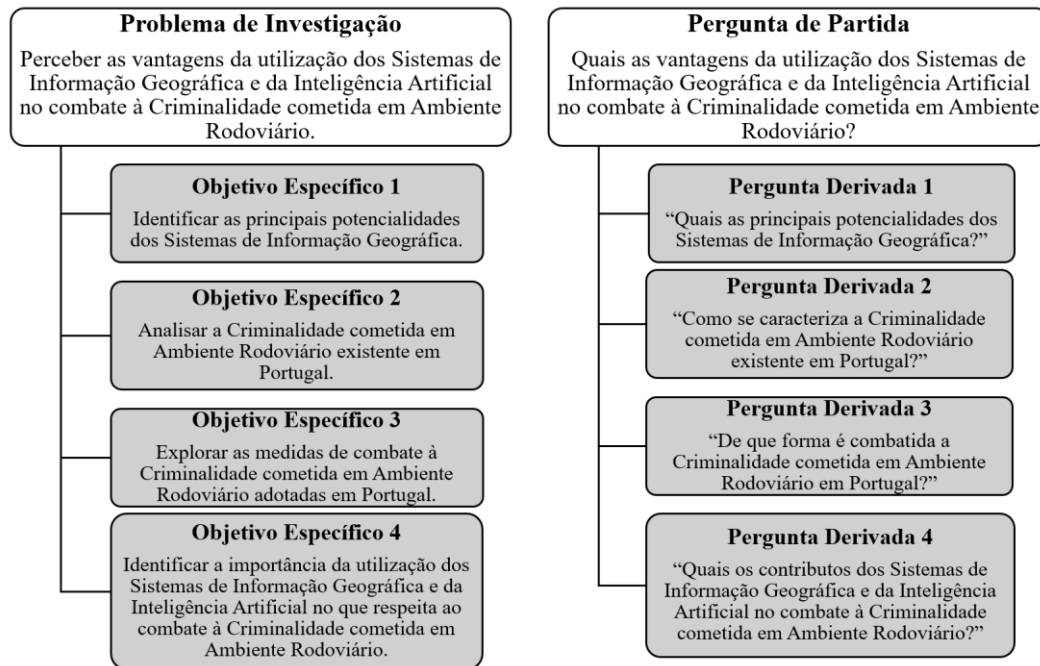 Problema de Investigação
Perceber as vantagens da utilização dos Sistemas de
Informação Geográfica e da Inteligência Artificial
no combate à Criminalidade cometida em Ambiente
Rodoviário.
Objetivo Específico 1
Identificar as principais potencialidades
dos Sistemas de Informação Geográfica.
Objetivo Específico 2
Analisar a Criminalidade cometida em
Ambiente Rodoviário existente em
Portugal.
Objetivo Específico 3
Explorar as medidas de combate à
Criminalidade cometida em Ambiente
Rodoviário adotadas em Portugal.
Objetivo Específico 4
Identificar a importância da utilização dos
Sistemas de Informação Geográfica e da
Inteligência Artificial no que respeita ao
combate à Criminalidade cometida em
Ambiente Rodoviário.
Pergunta de Partida
Quais as vantagens da utilização dos Sistemas de
Informação Geográfica e da Inteligência Artificial
no combate à Criminalidade cometida em Ambiente
Rodoviário?
Pergunta Derivada 1
“Quais as principais potencialidades dos
Sistemas de Informação Geográfica?”
Pergunta Derivada 2
“Como se caracteriza a Criminalidade
cometida em Ambiente Rodoviário
existente em Portugal?”
Pergunta Derivada 3
“De que forma é combatida a
Criminalidade cometida em Ambiente
Rodoviário em Portugal?”
Pergunta Derivada 4
“Quais os contributos dos Sistemas de
Informação Geográfica e da Inteligência
Artificial no combate à Criminalidade
cometida em Ambiente Rodoviário?”